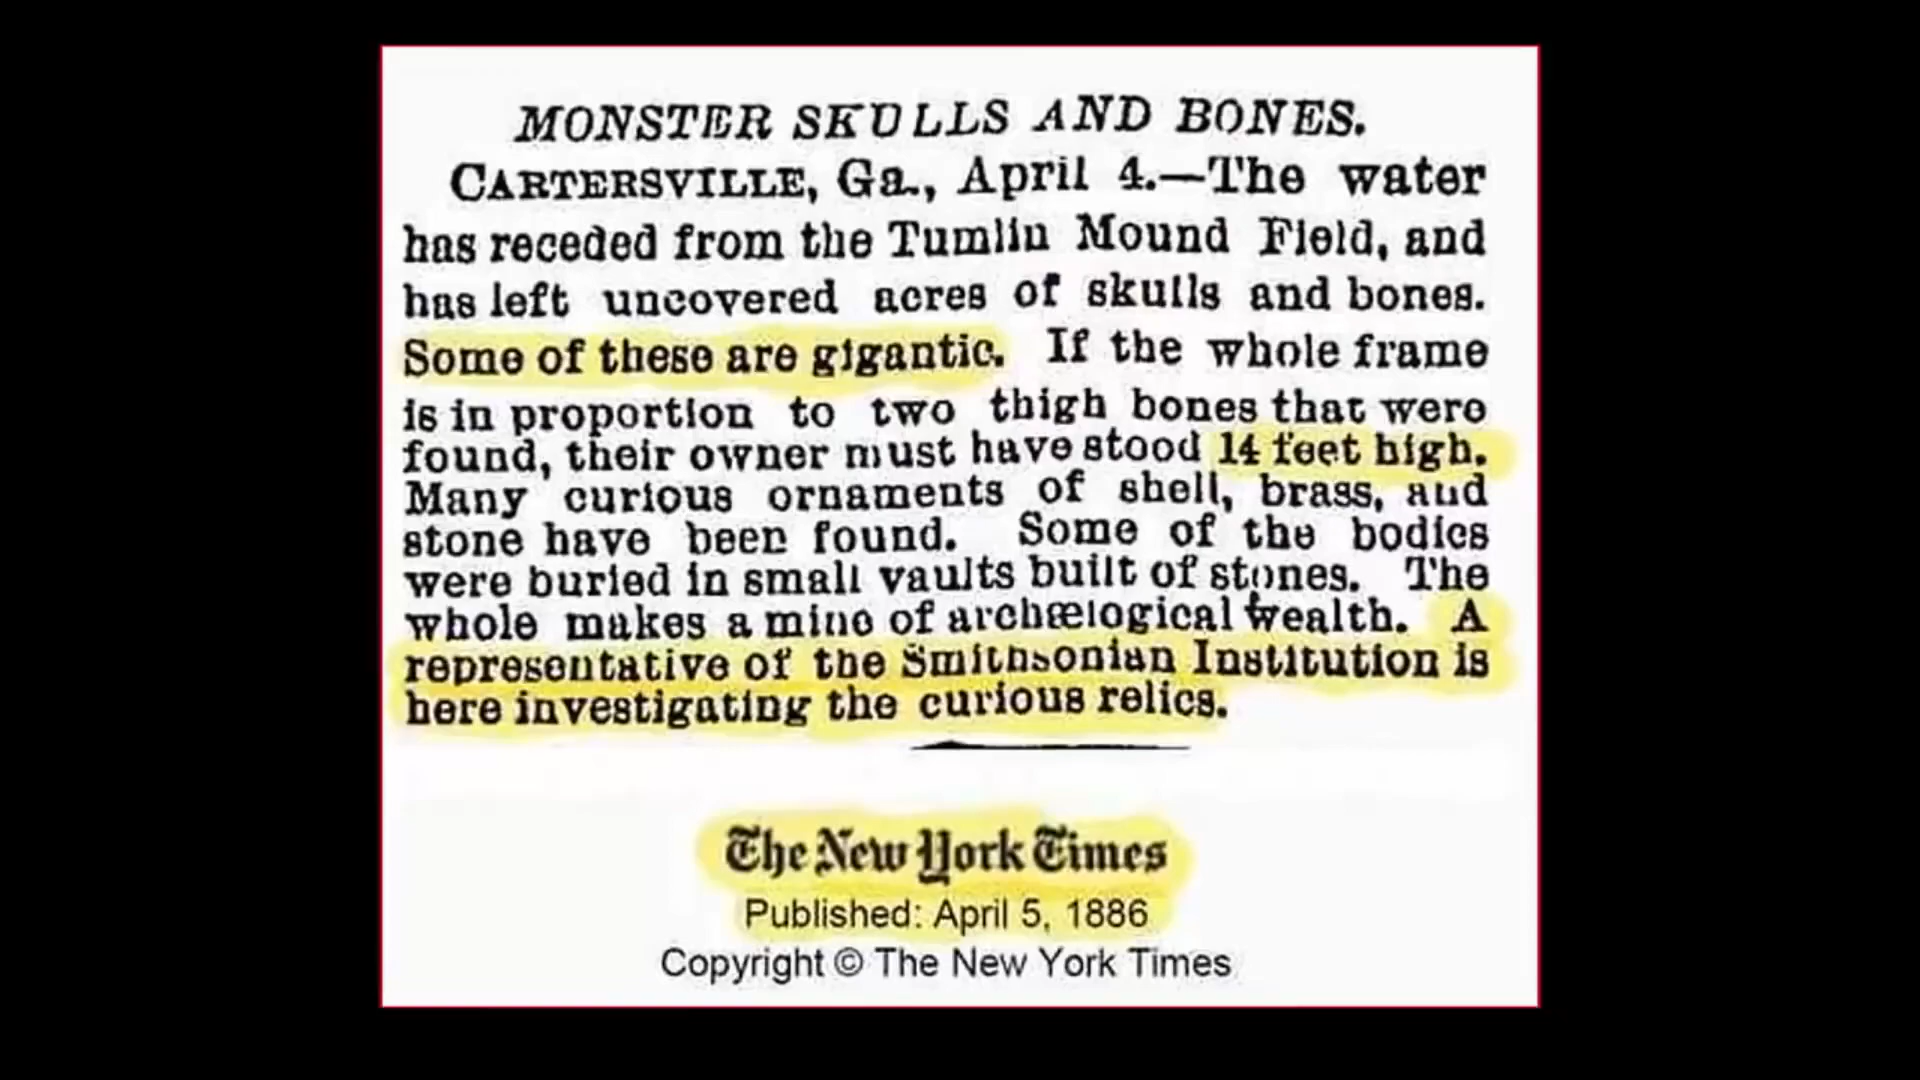 MONSTER SKULLS AND BONES.
CARTERSVILLE, Ga., April 4.—The water
has receded from the Tumlin Mound Field, and
has left uncovered acres of skulls and bones.
Some of these are gigantic. If the whole frame
is in proportion to two thigh bones that were
found, their owner must have stood 14 feet high.
Many curious ornaments of shell, brass, and
stone have been found. Some of the bodies
were buried in small vaults built of stones. The
whole makes a mine of archælogical wealth. A
representative of the Smithsonian Institution is
here investigating the curious relics.
The New York Times
Published: April 5, 1886
Copyright © The New York Times